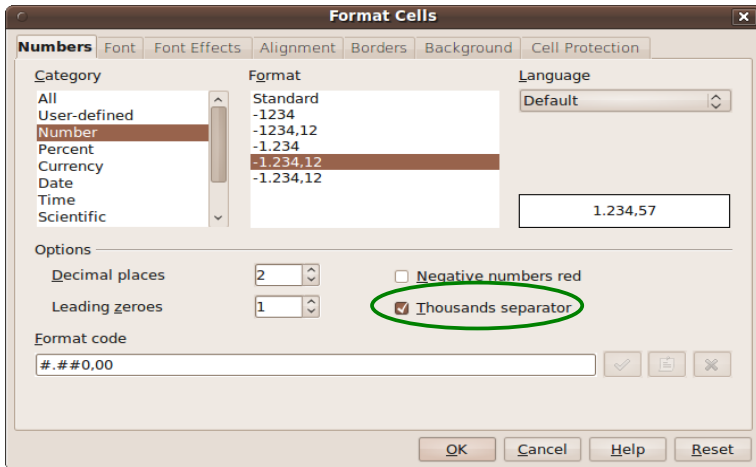 Format Cells
Numbers Font Font Effects Alignment Borders Background Cell Protection
Category
All
User-defined
Number
Percent
Currency
Date
Time
Scientific
Format
Standard
-1234
-1234,12
-1.234
-1.234,12
-1.234,12
Language
Default
1.234,57
Options
Decimal places 2
Negative numbers red
Leading zeroes 1
Thousands separator
Format code
#.##0,00
OK Cancel Help Reset